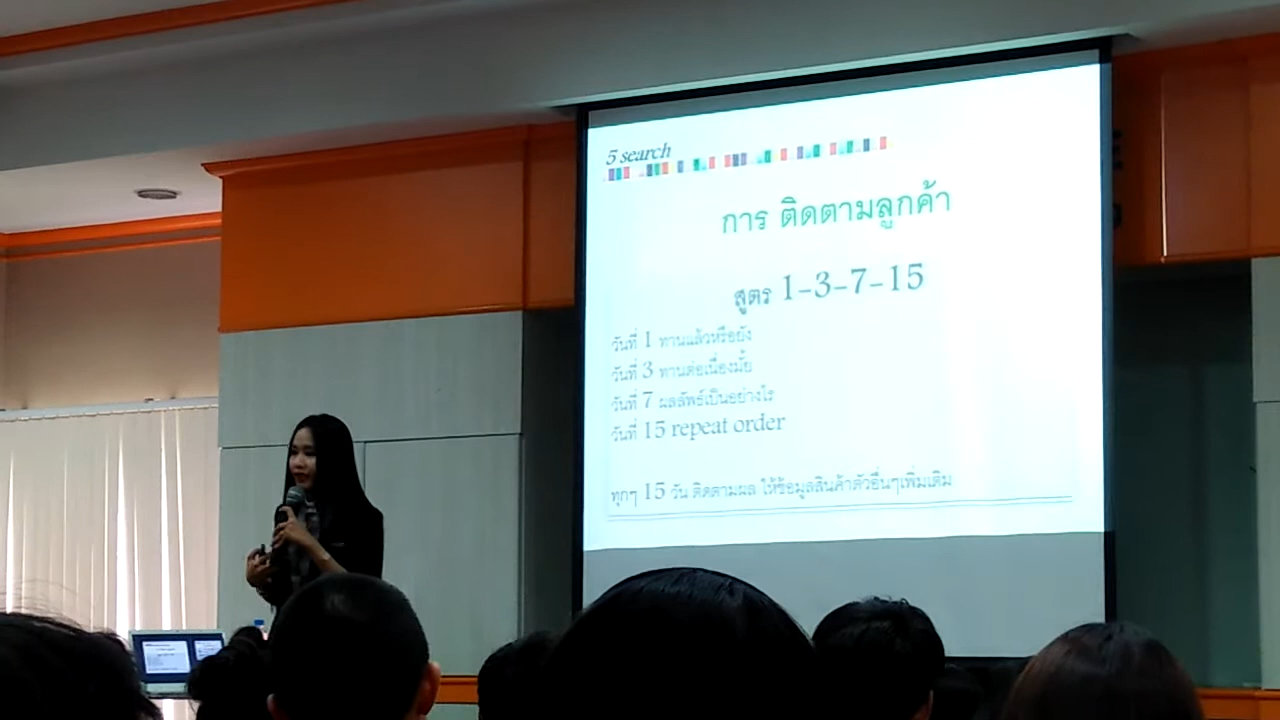 5 search
การ ติดตามลูกค้า
สูตร 1-3-7-15
วันที่ 1 ทานแล้วหรือยัง
วันที่ 3 ทานต่อเนื่องมั้ย
วันที่ 7 ผลลัพธ์เป็นอย่างไร
วันที่ 15 repeat order
ทุกๆ 15 วัน ติดตามผล ให้ข้อมูลสินค้าตัวอื่นๆเพิ่มเติม